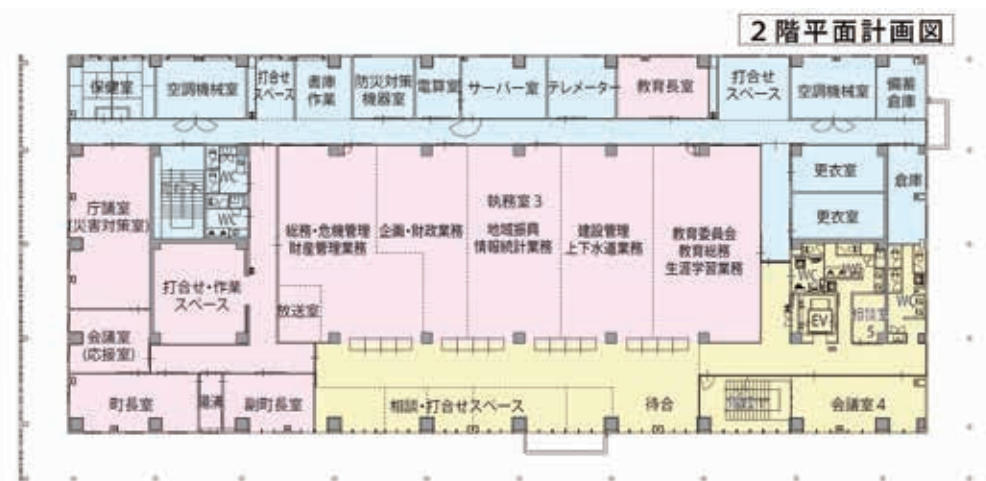 2階平面計画図
保健室
空調機械室
打合せ
スペース
書庫
作業
防災対策
機器室
電算室
サーバー室
テレメーター
教育長室
打合せ
スペース
空調機械室
備蓄
倉庫
庁議室
(災害対策室)
WC
WC
総務・危機管理
財産管理業務
企画・財政業務
執務室3
地域振興
情報統計業務
建設管理
上下水道業務
教育委員会
教育総務
生涯学習業務
更衣室
更衣室
倉庫
打合せ・作業
スペース
放送室
WC
WC
EV
相談室
5
会議室
(応接室)
町長室
湯沸
副町長室
相談・打合せスペース
待合
会議室4